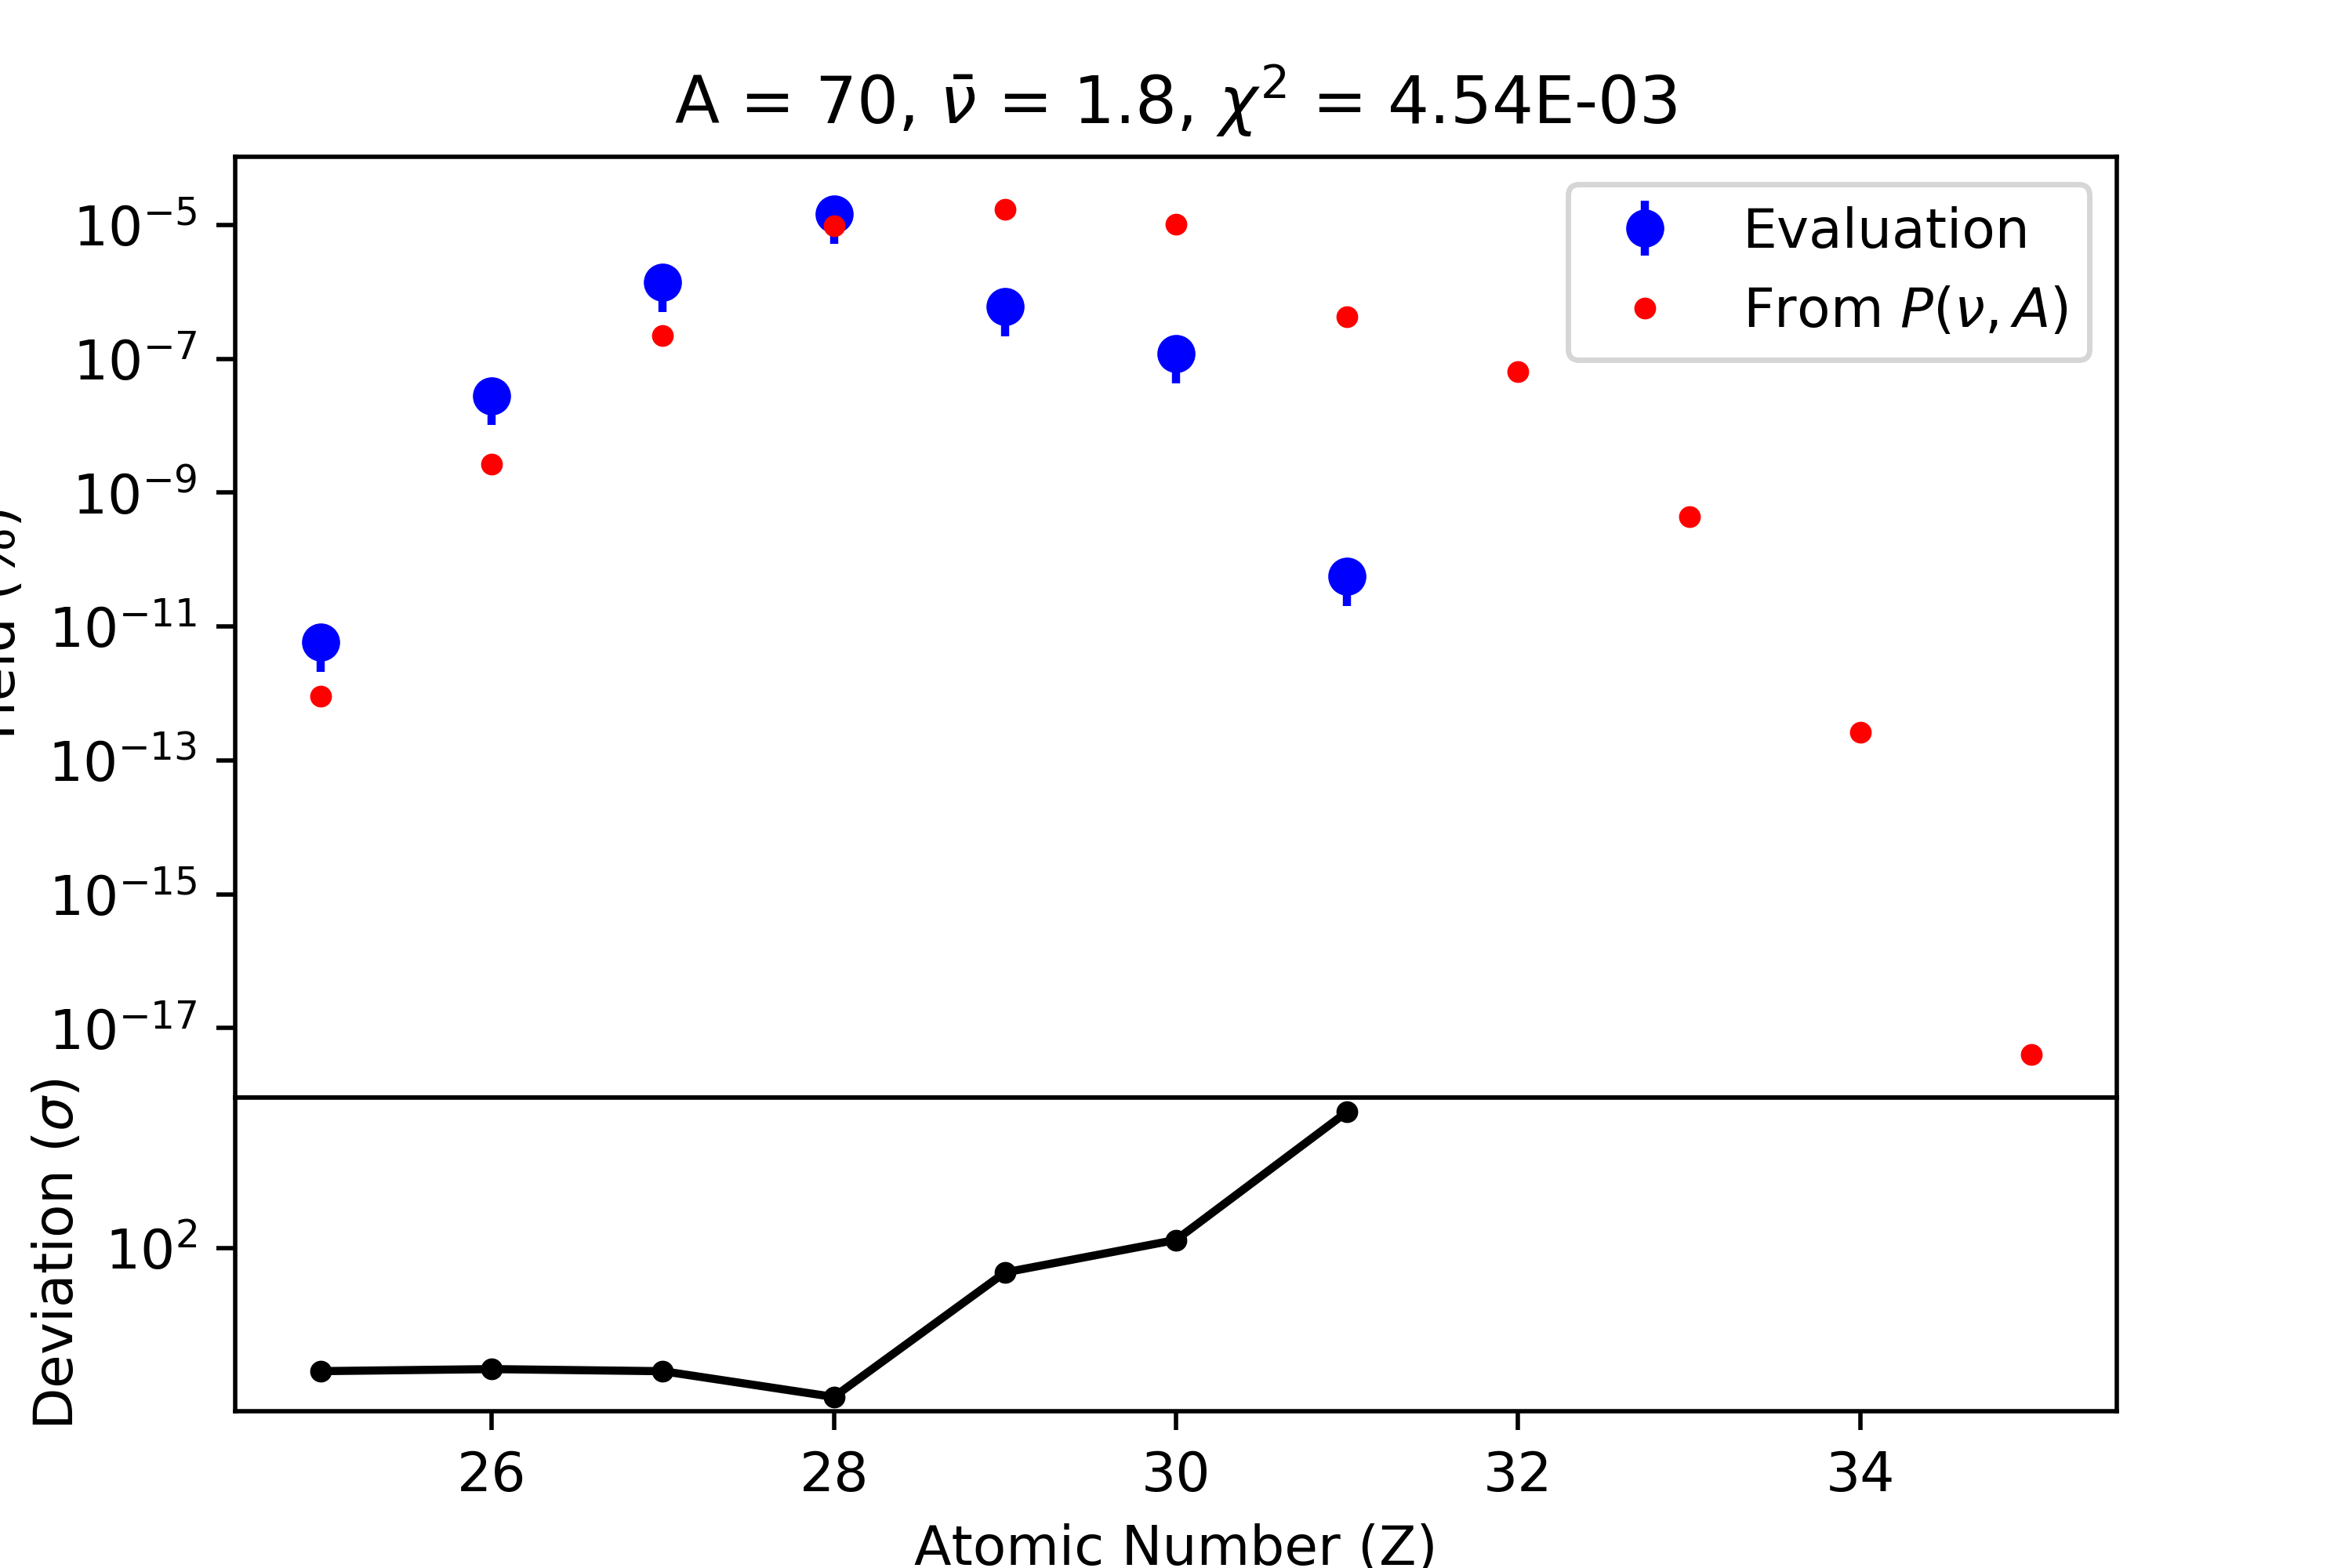 A = 70, ν̄ = 1.8, χ² = 4.54E-03
Evaluation
From P(ν, A)
10⁻⁵
10⁻⁷
10⁻⁹
10⁻¹¹
10⁻¹³
10⁻¹⁵
10⁻¹⁷
(%)
Deviation (σ)
10²
26 28 30 32 34
Atomic Number (Z)